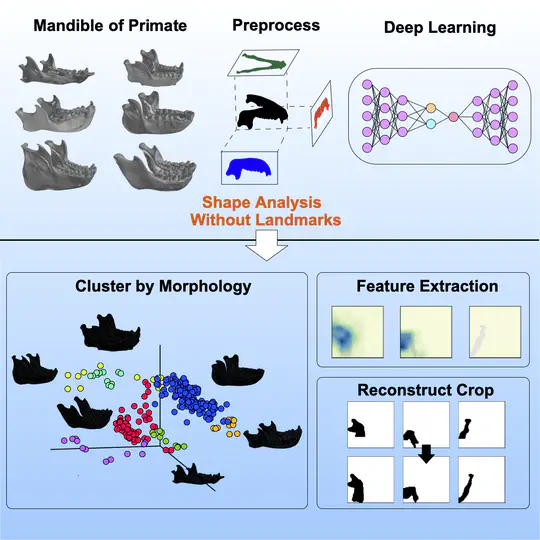 Mandible of Primate
Preprocess
Deep Learning
Shape Analysis
Without Landmarks
Cluster by Morphology
Feature Extraction
Reconstruct Crop